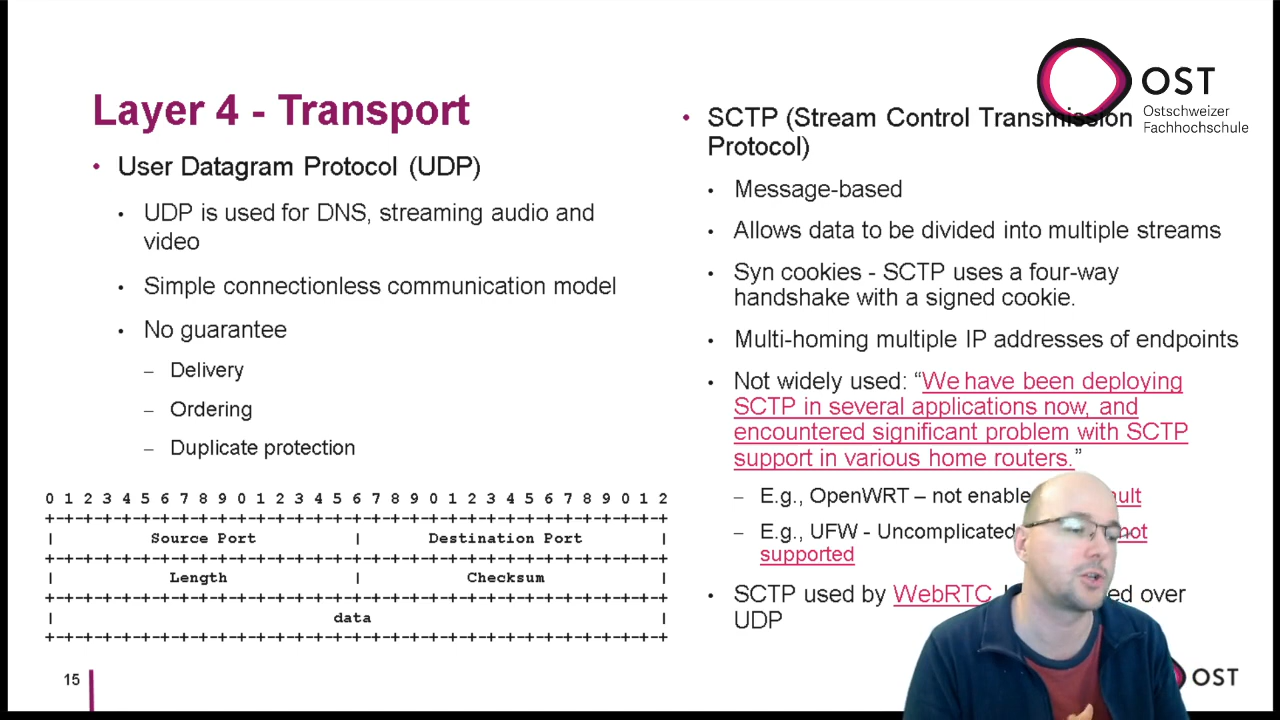 OST
Ostschweizer
Fachhochschule
Layer 4 - Transport
• User Datagram Protocol (UDP)
• UDP is used for DNS, streaming audio and
video
• Simple connectionless communication model
• No guarantee
– Delivery
– Ordering
– Duplicate protection
0 1 2 3 4 5 6 7 8 9 0 1 2 3 4 5 6 7 8 9 0 1 2 3 4 5 6 7 8 9 0 1 2
+-+-+-+-+-+-+-+-+-+-+-+-+-+-+-+-+-+-+-+-+-+-+-+-+-+-+-+-+-+-+-+-+
| Source Port | Destination Port |
+-+-+-+-+-+-+-+-+-+-+-+-+-+-+-+-+-+-+-+-+-+-+-+-+-+-+-+-+-+-+-+-+
| Length | Checksum |
+-+-+-+-+-+-+-+-+-+-+-+-+-+-+-+-+-+-+-+-+-+-+-+-+-+-+-+-+-+-+-+-+
| data |
+-+-+-+-+-+-+-+-+-+-+-+-+-+-+-+-+-+-+-+-+-+-+-+-+-+-+-+-+-+-+-+-+
• SCTP (Stream Control Transmission
Protocol)
• Message-based
• Allows data to be divided into multiple streams
• Syn cookies - SCTP uses a four-way
handshake with a signed cookie.
• Multi-homing multiple IP addresses of endpoints
• Not widely used: “We have been deploying
SCTP in several applications now, and
encountered significant problem with SCTP
support in various home routers.”
– E.g., OpenWRT – not
– E.g., UFW - Uncomplicated not
supported
• SCTP used by WebRTC over
UDP
15
OST